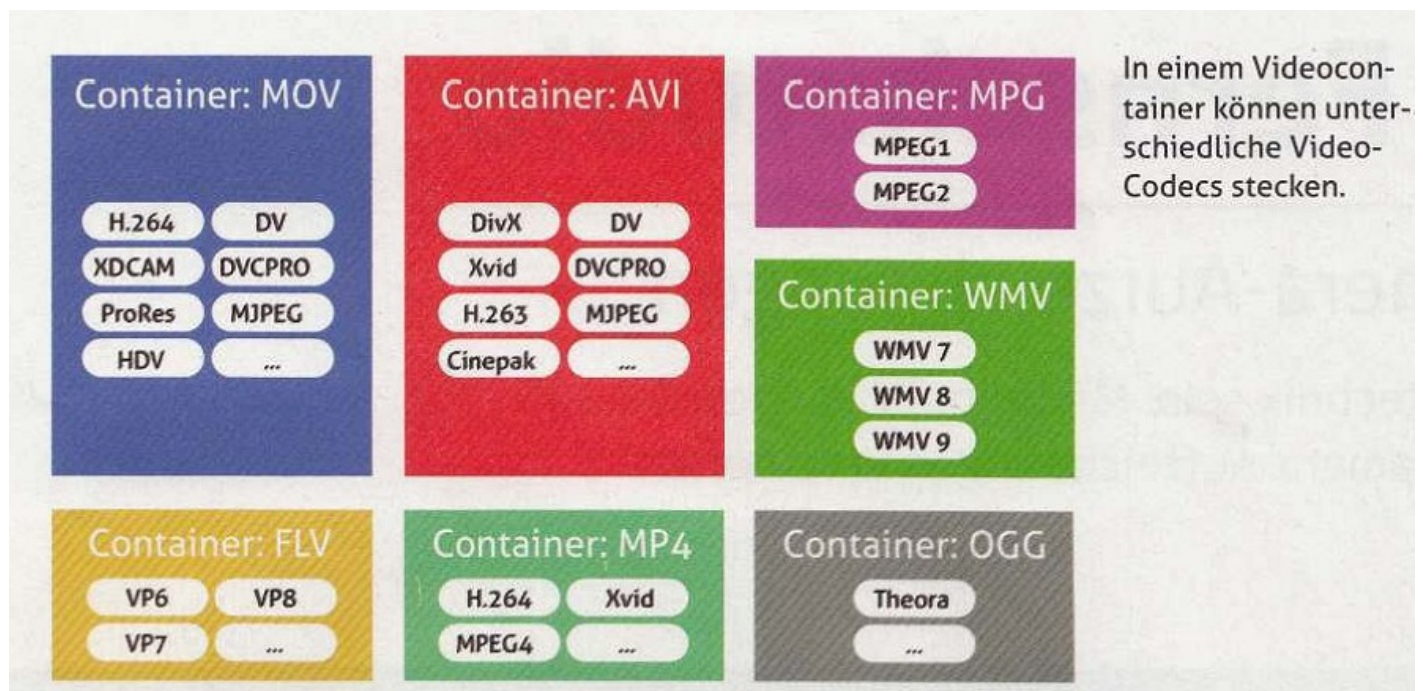 Container: MOV
H.264 DV
XDCAM DVCPRO
ProRes MJPEG
HDV ...
Container: AVI
DivX DV
Xvid DVCPRO
H.263 MJPEG
Cinepak ...
Container: MPG
MPEG1
MPEG2
In einem Videocon-
tainer können unter-
schiedliche Video-
Codecs stecken.
Container: WMV
WMV 7
WMV 8
WMV 9
Container: FLV
VP6 VP8
VP7 ...
Container: MP4
H.264 Xvid
MPEG4 ...
Container: OGG
Theora
...